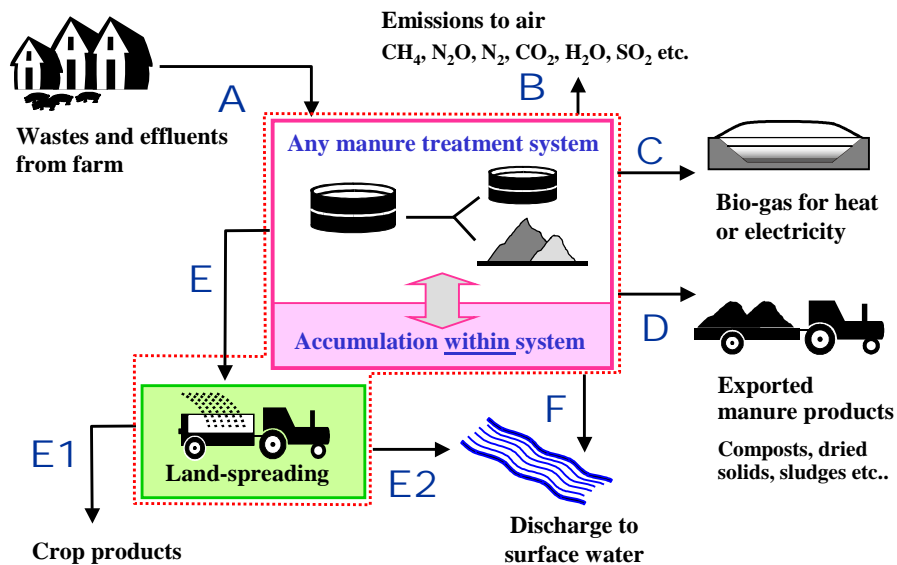 Emissions to air
CH4, N2O, N2, CO2, H2O, SO2 etc.
A
B
Wastes and effluents
from farm
Any manure treatment system
C
Bio-gas for heat
or electricity
E
Accumulation within system
D
Exported
manure products
Composts, dried
solids, sludges etc..
F
Land-spreading
E1
E2
Crop products
Discharge to
surface water